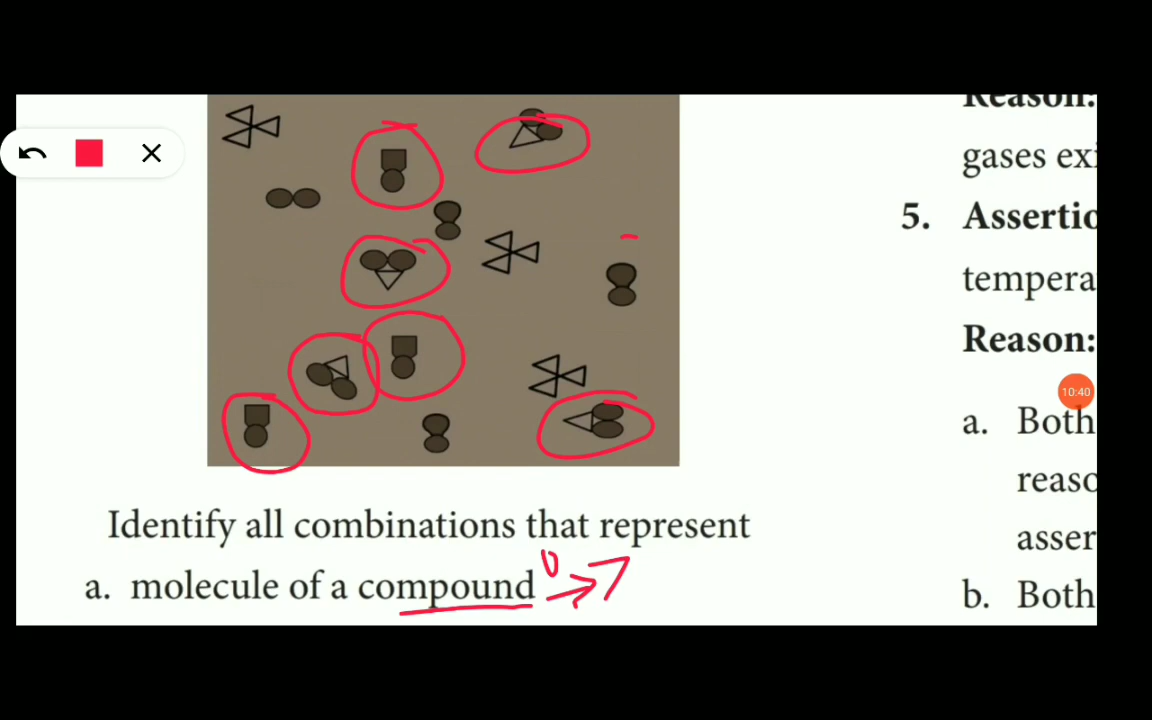 Identify all combinations that represent
a. molecule of a compound → 7
Reason:
gases exi
5. Assertio
tempera
Reason:
10:40
a. Both
reaso
asser
b. Both